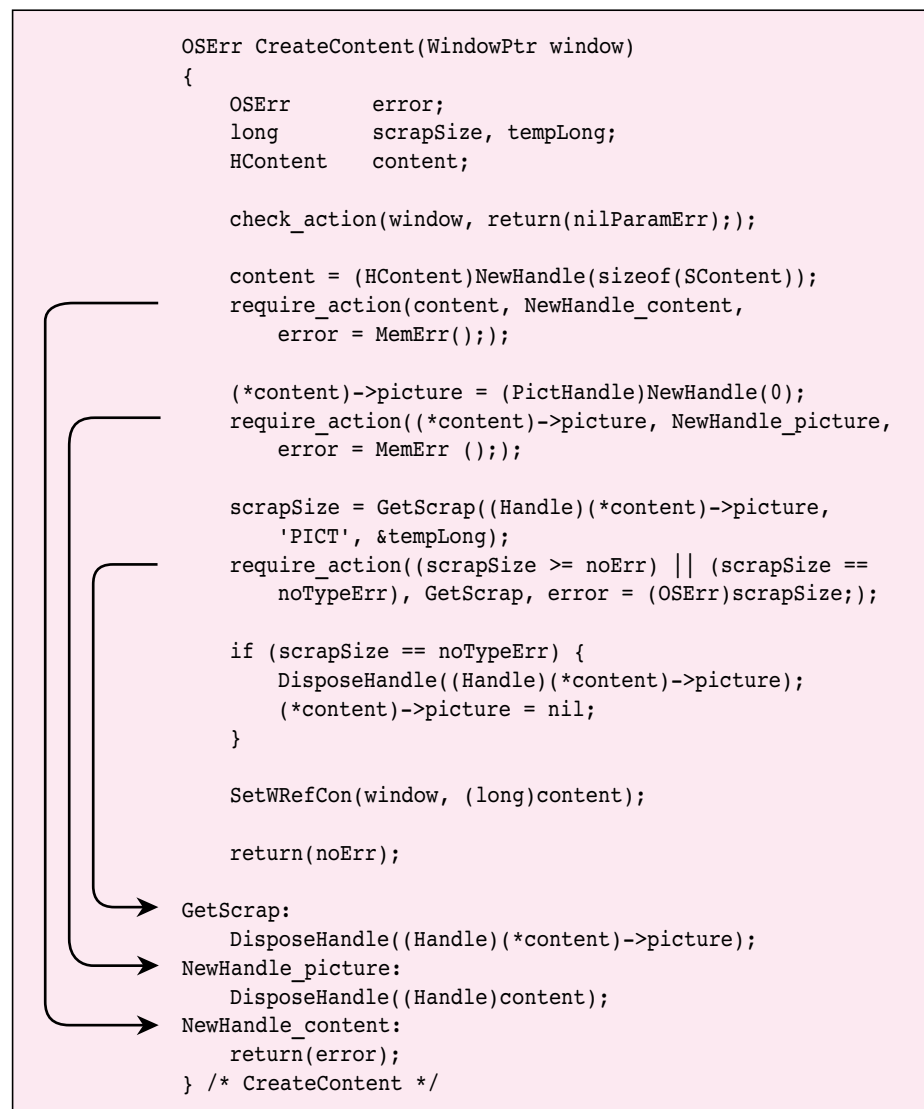 OSErr CreateContent(WindowPtr window)
{
    OSErr       error;
    long        scrapSize, tempLong;
    HContent    content;

    check_action(window, return(nilParamErr););

    content = (HContent)NewHandle(sizeof(SContent));
    require_action(content, NewHandle_content,
        error = MemErr(););

    (*content)->picture = (PictHandle)NewHandle(0);
    require_action((*content)->picture, NewHandle_picture,
        error = MemErr (););

    scrapSize = GetScrap((Handle)(*content)->picture,
        'PICT', &tempLong);
    require_action((scrapSize >= noErr) || (scrapSize ==
        noTypeErr), GetScrap, error = (OSErr)scrapSize;);

    if (scrapSize == noTypeErr) {
        DisposeHandle((Handle)(*content)->picture);
        (*content)->picture = nil;
    }

    SetWRefCon(window, (long)content);

    return(noErr);

GetScrap:
    DisposeHandle((Handle)(*content)->picture);
NewHandle_picture:
    DisposeHandle((Handle)content);
NewHandle_content:
    return(error);
} /* CreateContent */